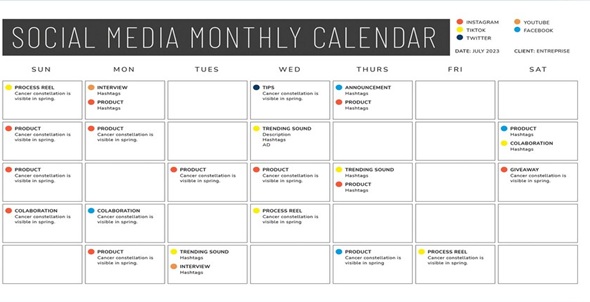 SOCIAL MEDIA MONTHLY CALENDAR
INSTAGRAM
YOUTUBE
TIKTOK
FACEBOOK
TWITTER
DATE: JULY 2023
CLIENT: ENTREPRISE
SUN
MON
TUES
WED
THURS
FRI
SAT
PROCESS REEL
Cancer constellation is
visible in spring.
INTERVIEW
Hashtags
PRODUCT
Hashtags
TIPS
Cancer constellation is
visible in spring.
ANNOUNCEMENT
Hashtags
PRODUCT
Hashtags
PRODUCT
Cancer constellation is
visible in spring.
PRODUCT
Cancer constellation is
visible in spring.
TRENDING SOUND
Description
Hashtags
AD
PRODUCT
Hashtags
COLABORATION
Hashtags
PRODUCT
Cancer constellation is
visible in spring.
PRODUCT
Cancer constellation is
visible in spring.
PRODUCT
Cancer constellation is
visible in spring.
PRODUCT
Cancer constellation is
visible in spring.
TRENDING SOUND
Hashtags
PRODUCT
Hashtags
GIVEAWAY
Cancer constellation is
visible in spring.
COLABORATION
Cancer constellation is
visible in spring.
COLABORATION
Cancer constellation is
visible in spring.
PROCESS REEL
Cancer constellation is
visible in spring.
PRODUCT
Cancer constellation is
visible in spring.
TRENDING SOUND
Hashtags
INTERVIEW
Hashtags
PRODUCT
Cancer constellation is
visible in spring.
PROCESS REEL
Cancer constellation is
visible in spring.